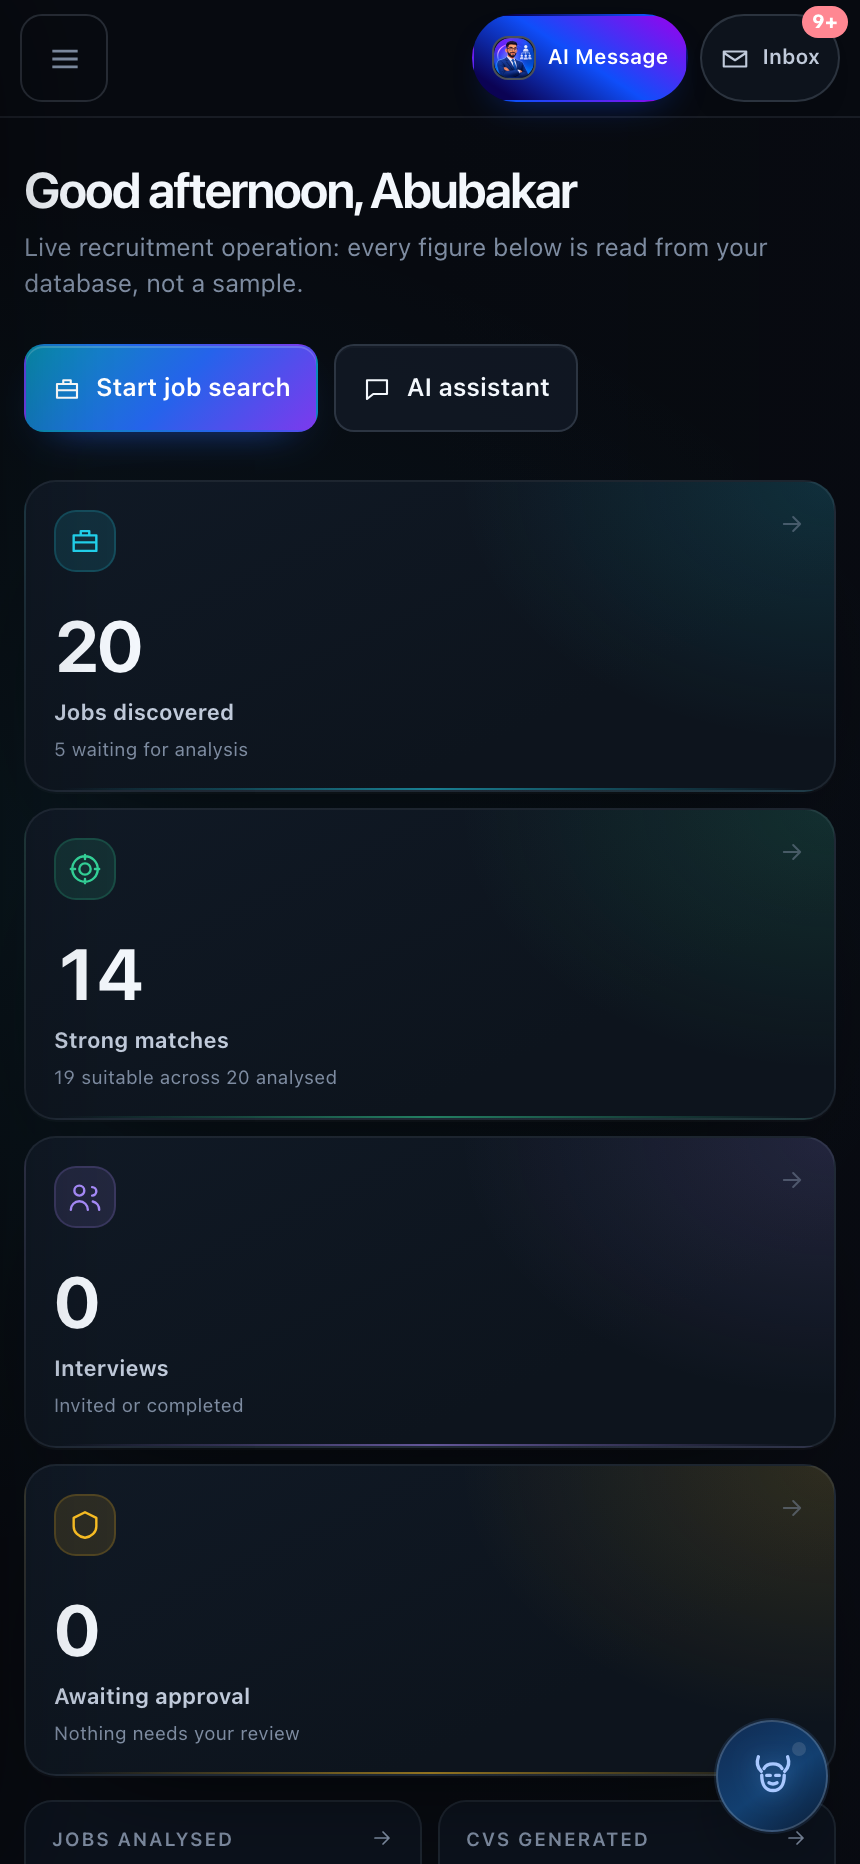 AI Message
Inbox
9+
Good afternoon, Abubakar
Live recruitment operation: every figure below is read from your
database, not a sample.
Start job search
AI assistant
20
Jobs discovered
5 waiting for analysis
14
Strong matches
19 suitable across 20 analysed
0
Interviews
Invited or completed
0
Awaiting approval
Nothing needs your review
JOBS ANALYSED
CVS GENERATED